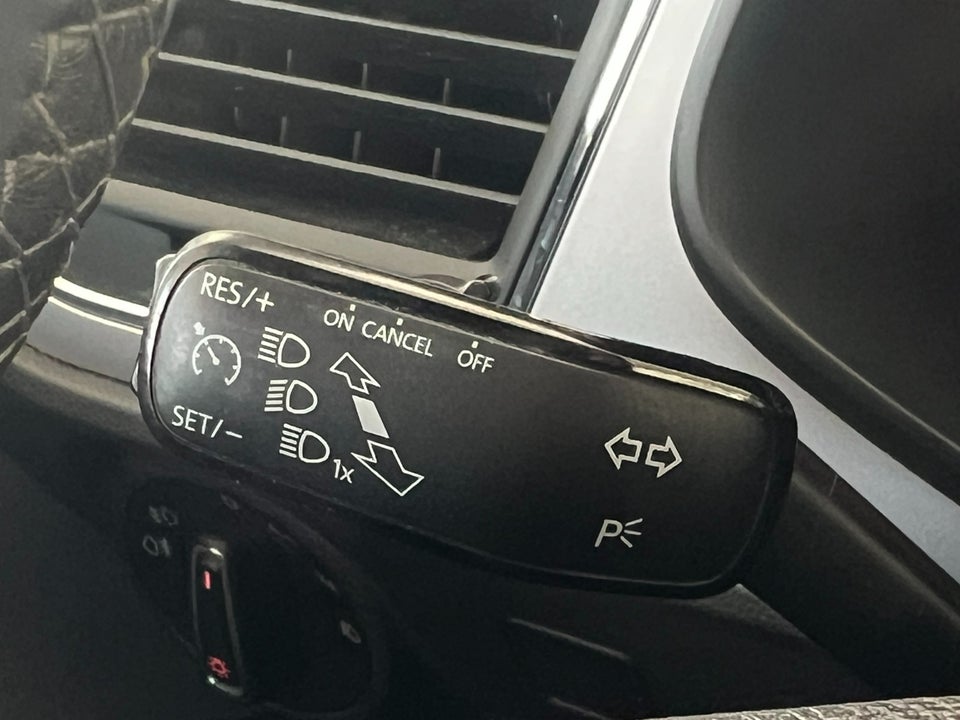 RES/+
ON CANCEL OFF
SET/-
1x
P